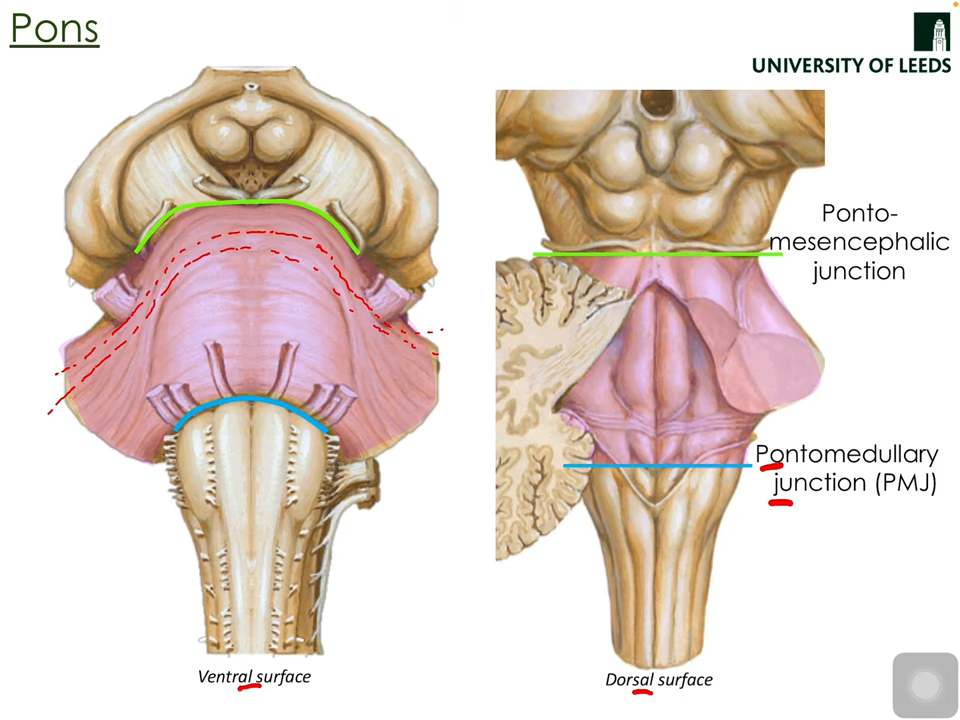 Pons
UNIVERSITY OF LEEDS
Ponto-
mesencephalic
junction
Pontomedullary
junction (PMJ)
Ventral surface
Dorsal surface